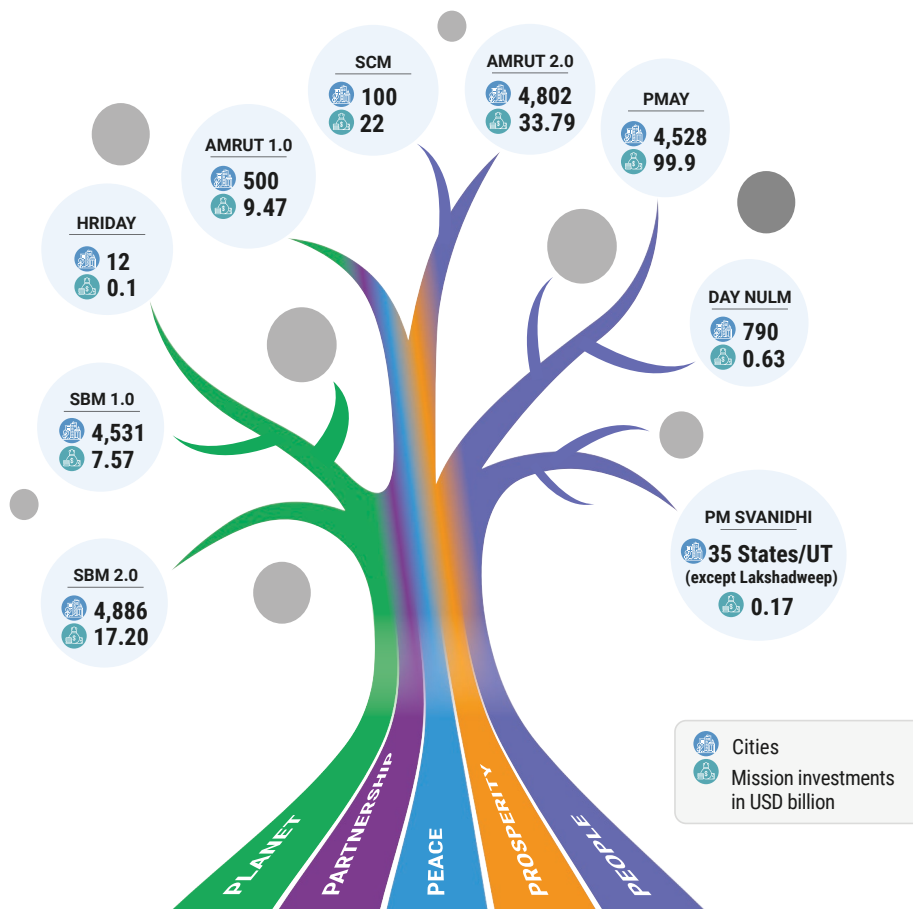 SCM
100
22
AMRUT 2.0
4,802
33.79
PMAY
4,528
99.9
AMRUT 1.0
500
9.47
HRIDAY
12
0.1
DAY NULM
790
0.63
SBM 1.0
4,531
7.57
PM SVANIDHI
35 States/UT
(except Lakshadweep)
0.17
SBM 2.0
4,886
17.20
Cities
Mission investments
in USD billion
PLANET
PARTNERSHIP
PEACE
PROSPERITY
PEOPLE